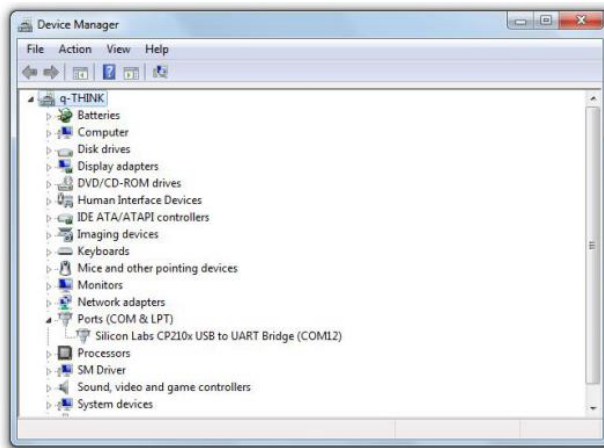 Device Manager
File Action View Help
q-THINK
Batteries
Computer
Disk drives
Display adapters
DVD/CD-ROM drives
Human Interface Devices
IDE ATA/ATAPI controllers
Imaging devices
Keyboards
Mice and other pointing devices
Monitors
Network adapters
Ports (COM & LPT)
Silicon Labs CP210x USB to UART Bridge (COM12)
Processors
SM Driver
Sound, video and game controllers
System devices